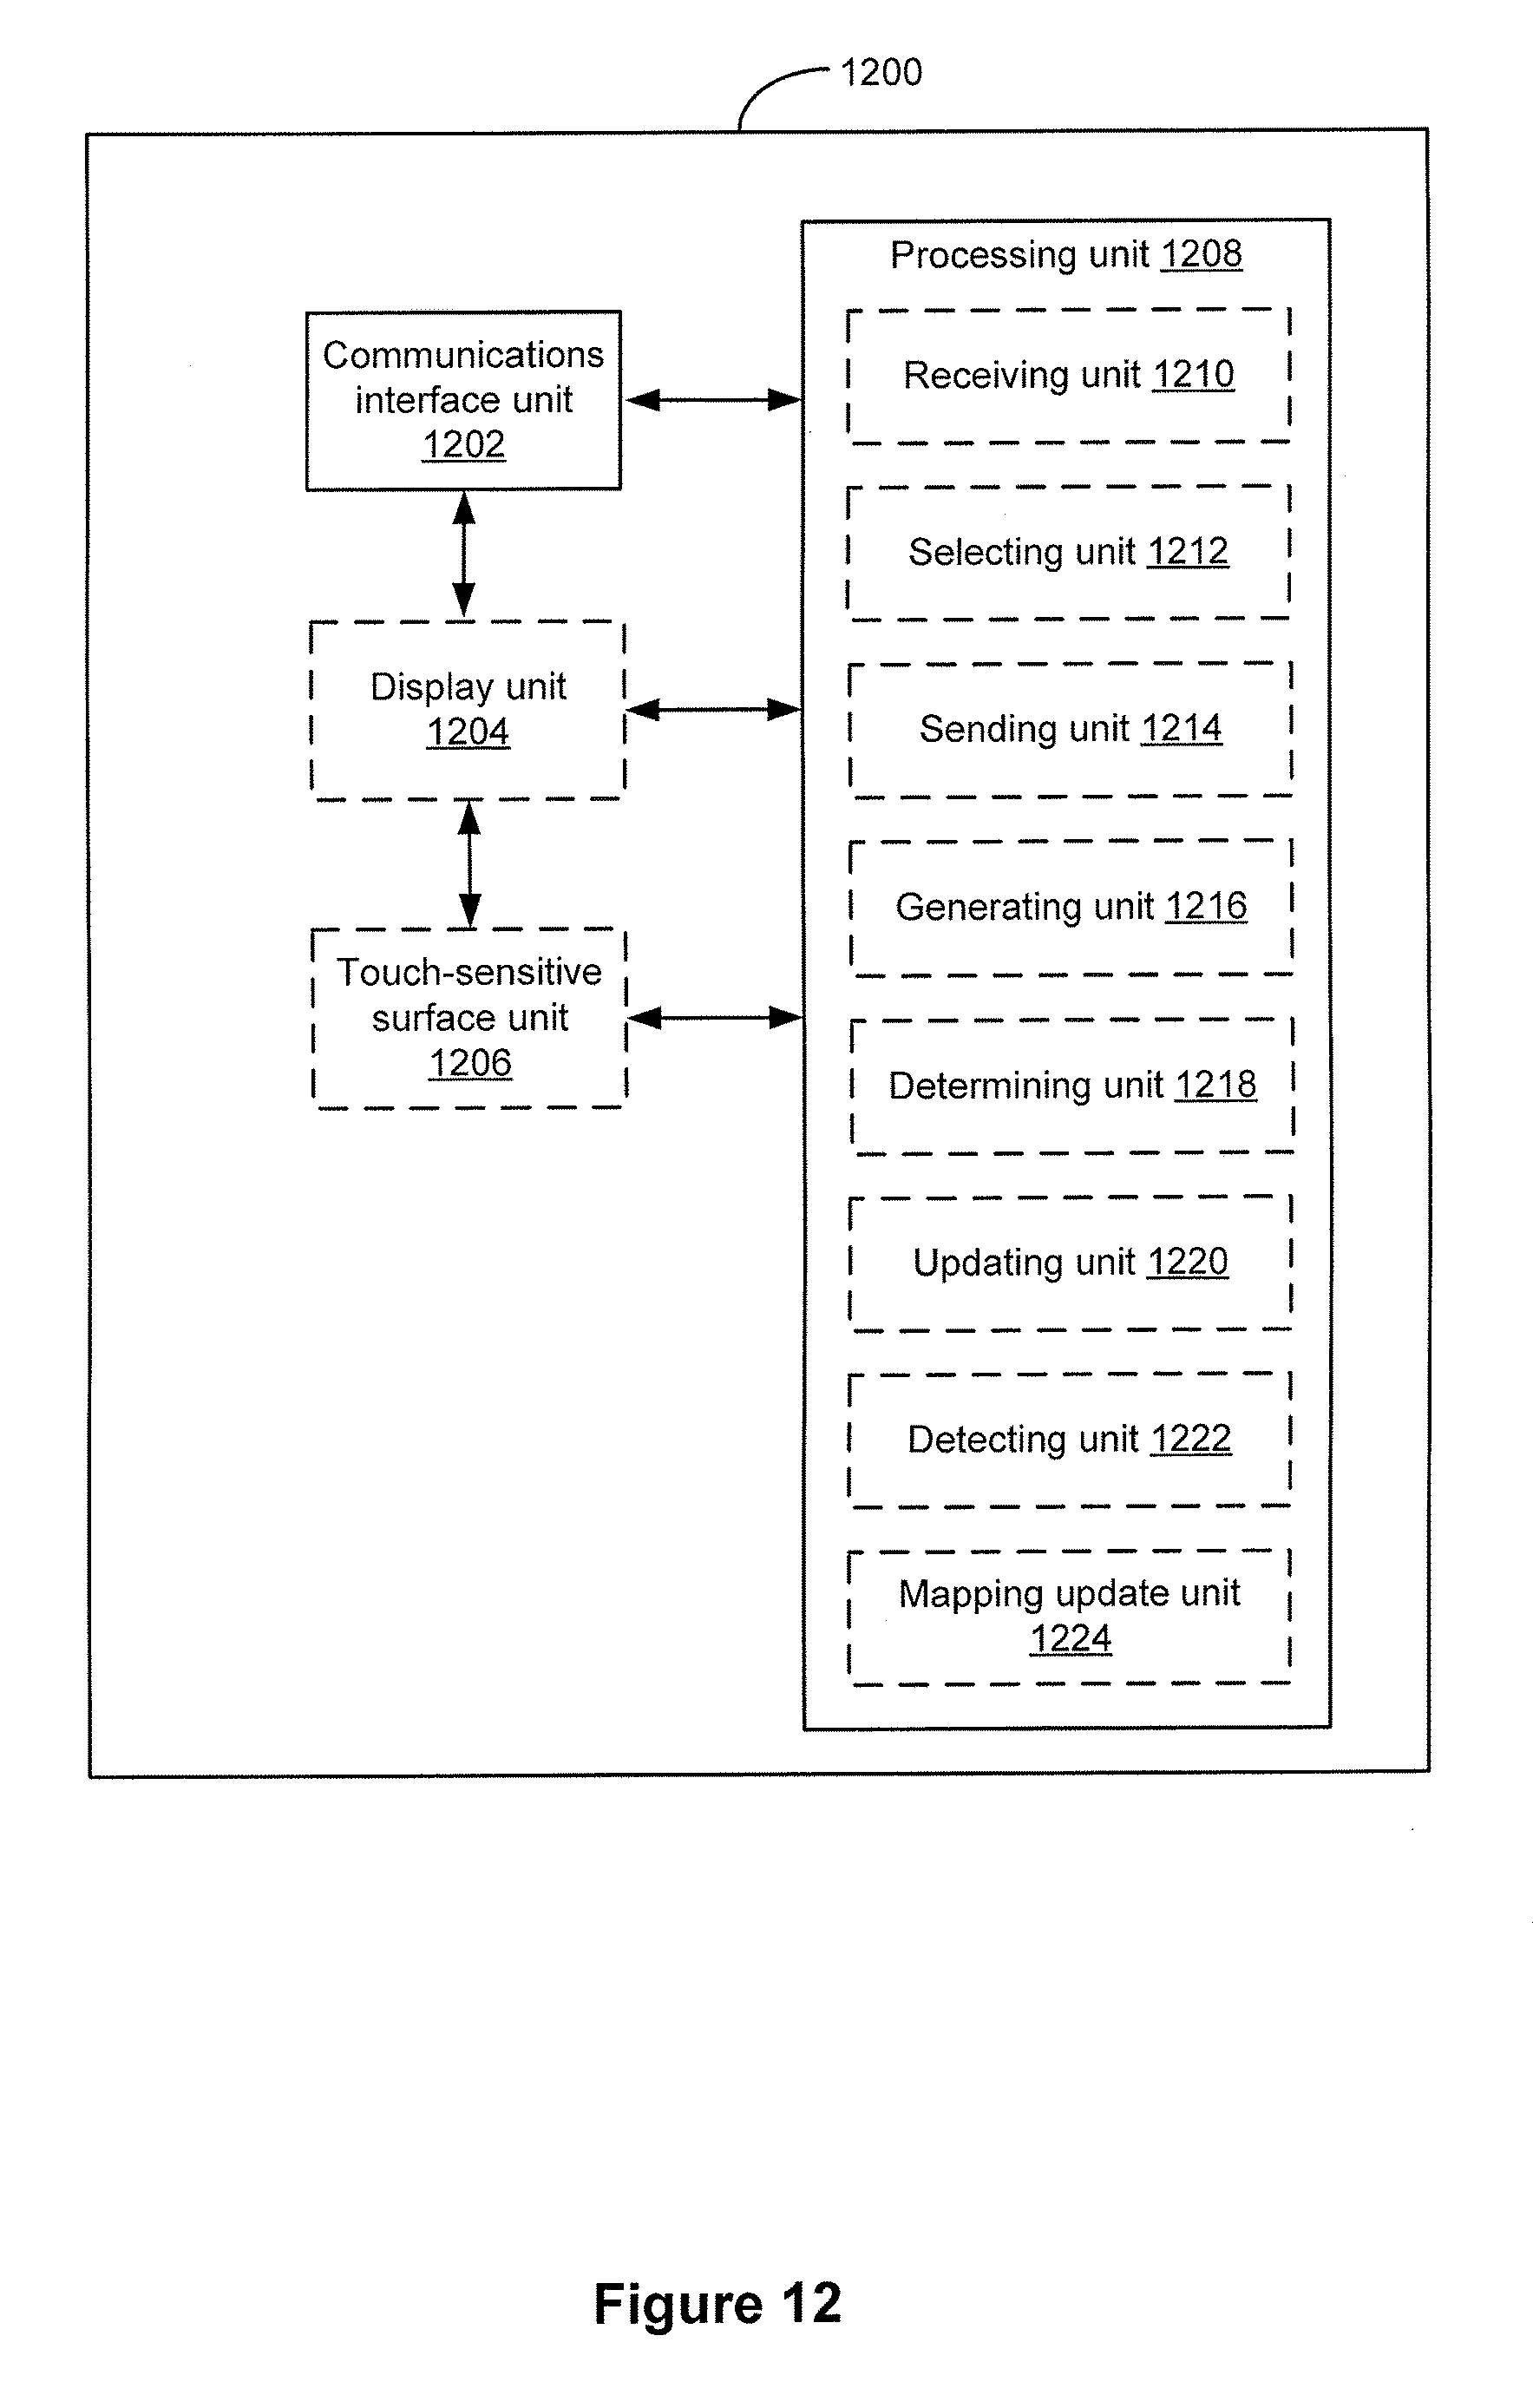 1200
Processing unit 1208
Communications
interface unit
1202
Receiving unit 1210
Selecting unit 1212
Display unit
1204
Sending unit 1214
Generating unit 1216
Touch-sensitive
surface unit
1206
Determining unit 1218
Updating unit 1220
Detecting unit 1222
Mapping update unit
1224
Figure 12